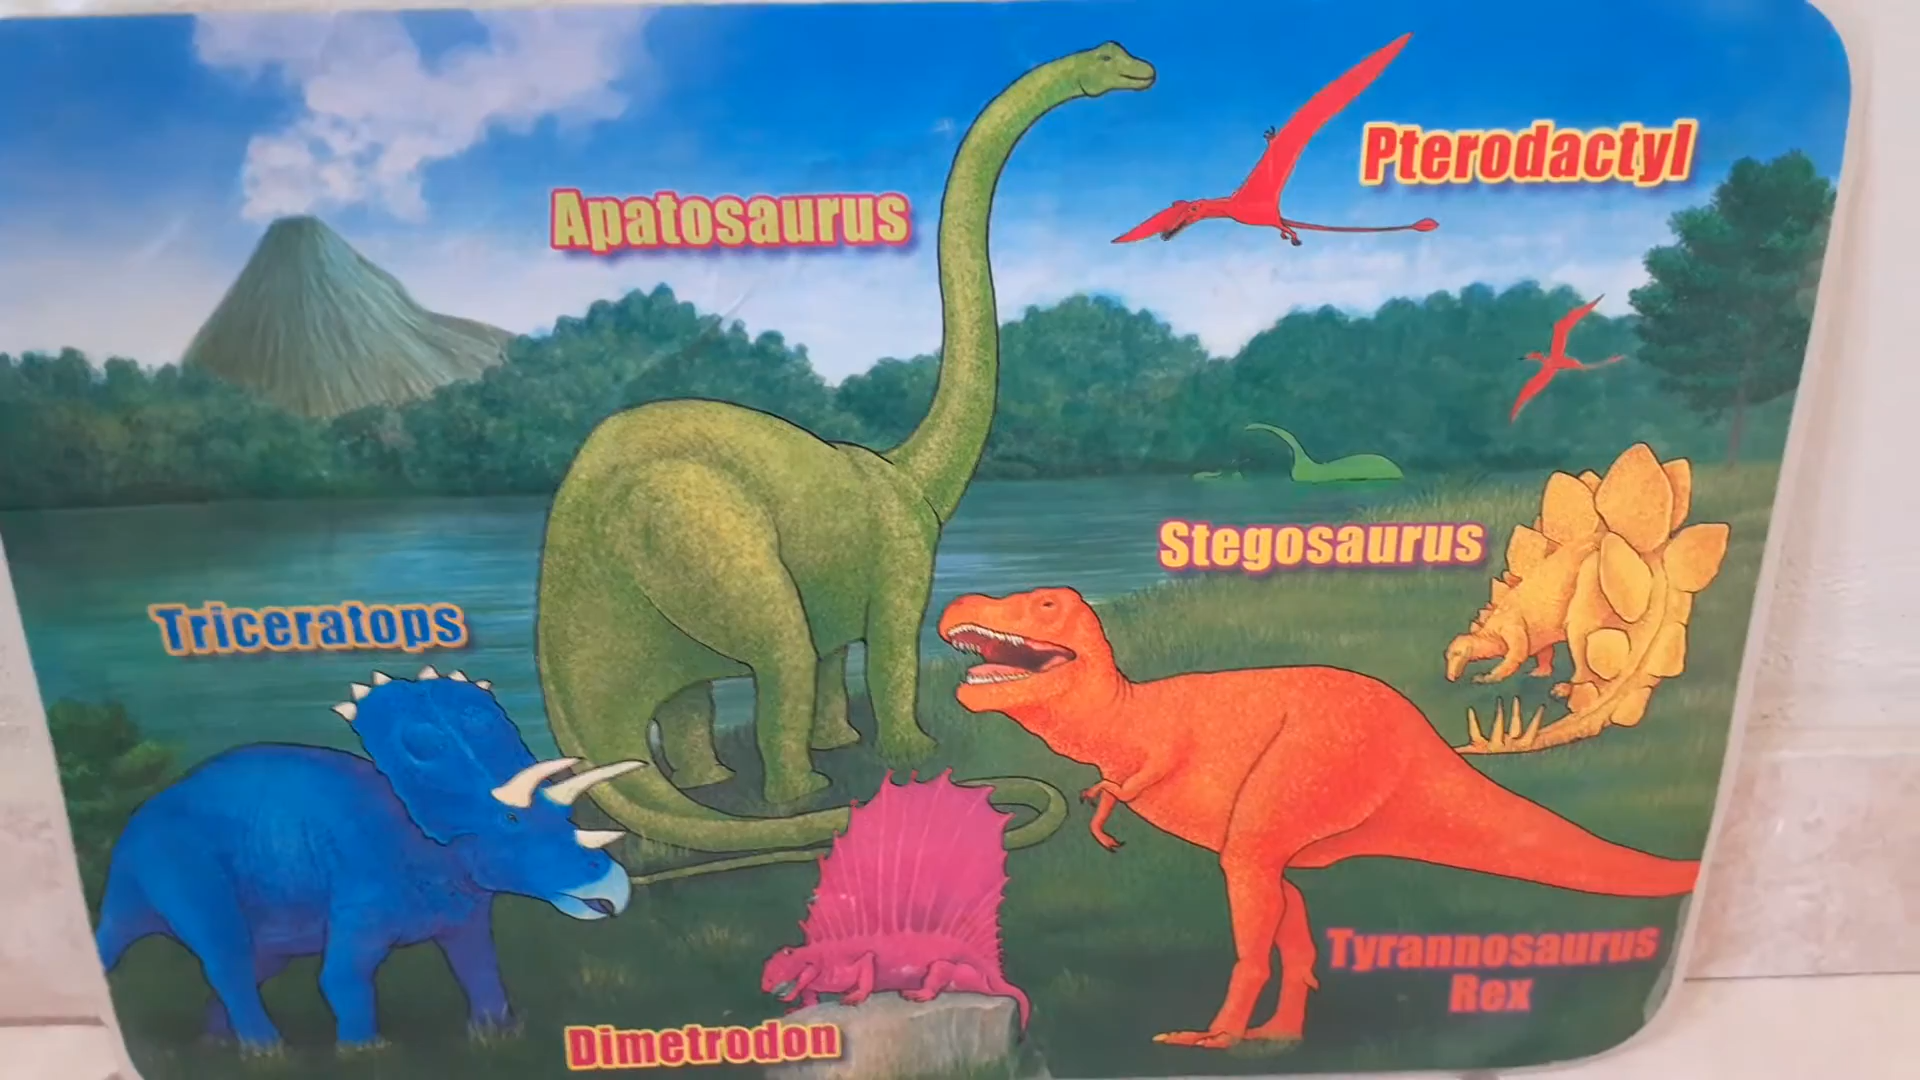 Pterodactyl
Apatosaurus
Stegosaurus
Triceratops
Tyrannosaurus
Rex
Dimetrodon